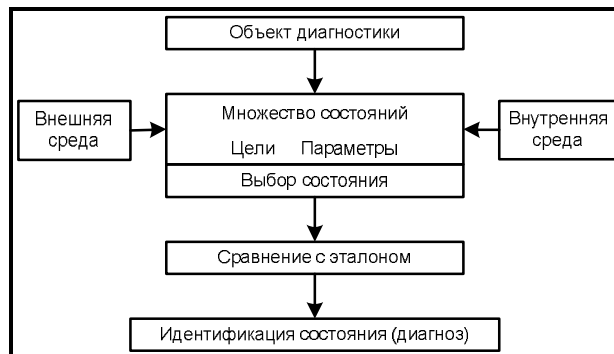 Объект диагностики
Внешняя
среда
Множество состояний
Цели Параметры
Выбор состояния
Внутренняя
среда
Сравнение с эталоном
Идентификация состояния (диагноз)